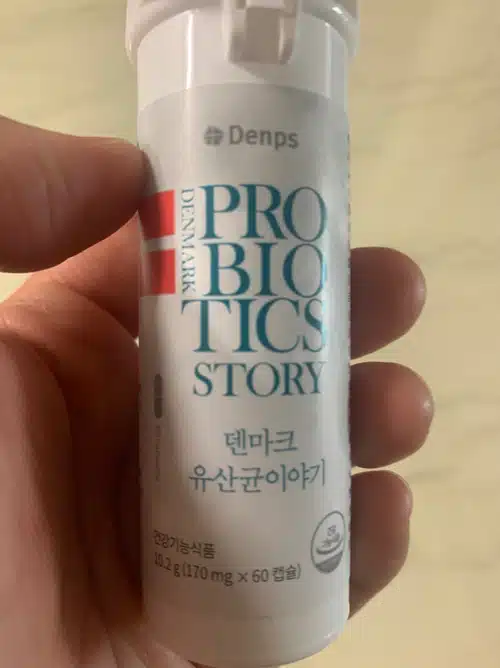 Denps
DENMARK
PRO
BIO
TICS
STORY
덴마크
유산균이야기
건강기능식품
10.2 g (170 mg × 60 캡슐)